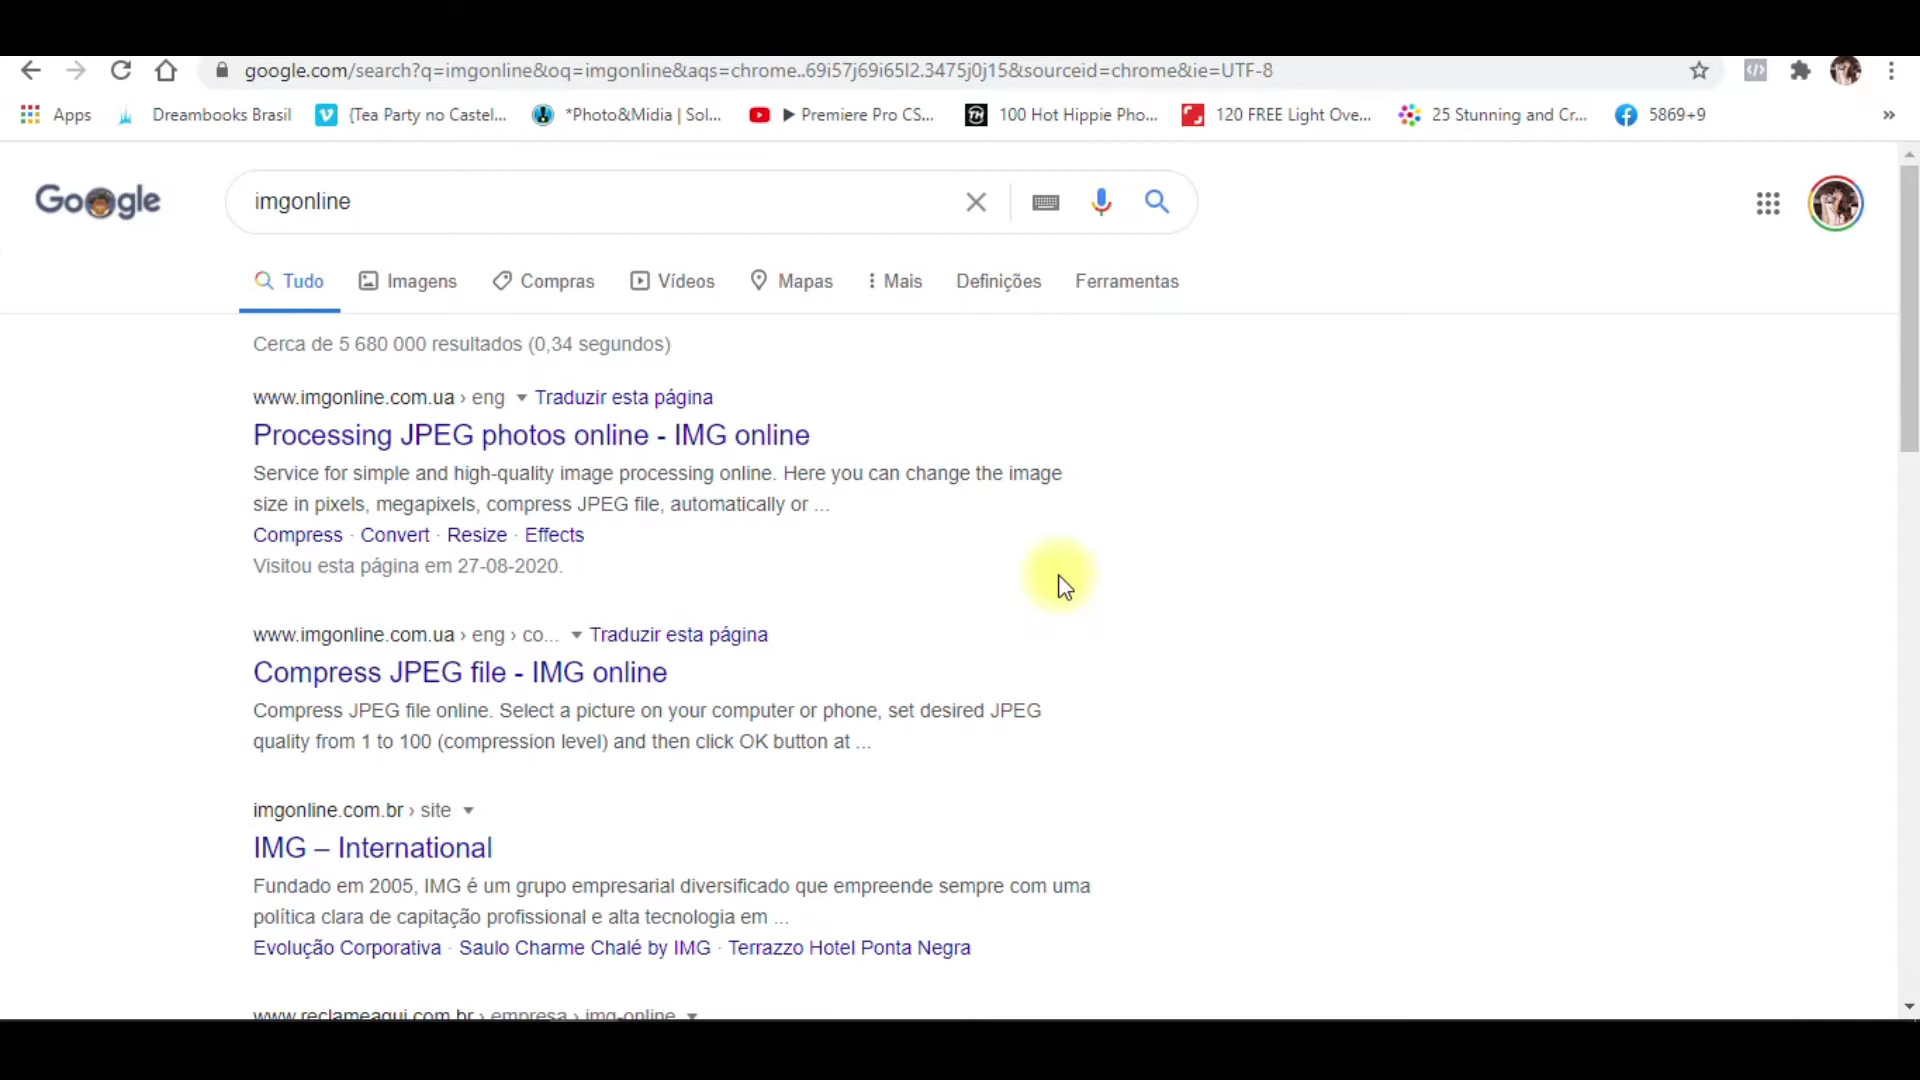 google.com/search?q=imgonline&oq=imgonline&aqs=chrome..69i57j69i65l2.3475j0j15&sourceid=chrome&ie=UTF-8
Apps Dreambooks Brasil {Tea Party no Castel... *Photo&Midia | Sol... ▶ Premiere Pro CS... TH 100 Hot Hippie Pho... 120 FREE Light Ove... 25 Stunning and Cr... 5869+9 »
Google imgonline
Tudo Imagens Compras Vídeos Mapas Mais Definições Ferramentas
Cerca de 5 680 000 resultados (0,34 segundos)
www.imgonline.com.ua › eng ▾ Traduzir esta página
Processing JPEG photos online - IMG online
Service for simple and high-quality image processing online. Here you can change the image
size in pixels, megapixels, compress JPEG file, automatically or ...
Compress · Convert · Resize · Effects
Visitou esta página em 27-08-2020.
www.imgonline.com.ua › eng › co... ▾ Traduzir esta página
Compress JPEG file - IMG online
Compress JPEG file online. Select a picture on your computer or phone, set desired JPEG
quality from 1 to 100 (compression level) and then click OK button at ...
imgonline.com.br › site ▾
IMG – International
Fundado em 2005, IMG é um grupo empresarial diversificado que empreende sempre com uma
política clara de capitação profissional e alta tecnologia em ...
Evolução Corporativa · Saulo Charme Chalé by IMG · Terrazzo Hotel Ponta Negra
www.reclameaqui.com.br › empresa › img-online ▾